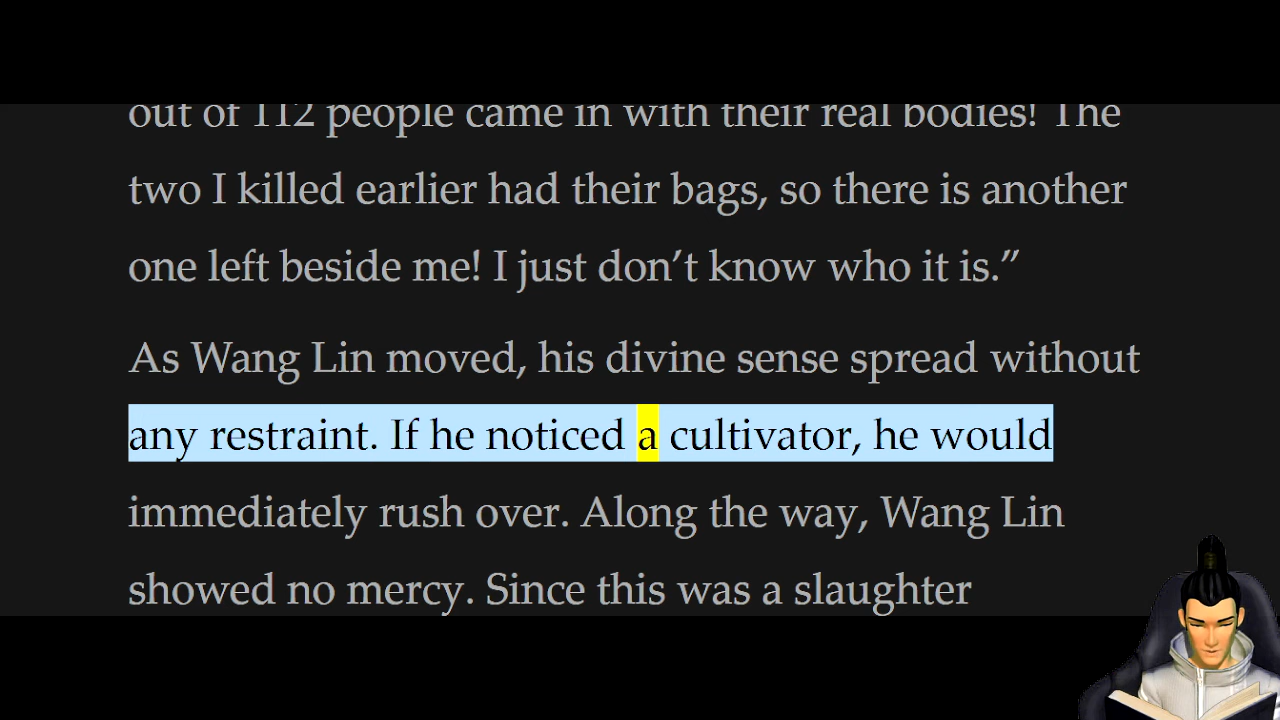 out of 112 people came in with their real bodies! The
two I killed earlier had their bags, so there is another
one left beside me! I just don’t know who it is.”
As Wang Lin moved, his divine sense spread without
any restraint. If he noticed a cultivator, he would
immediately rush over. Along the way, Wang Lin
showed no mercy. Since this was a slaughter